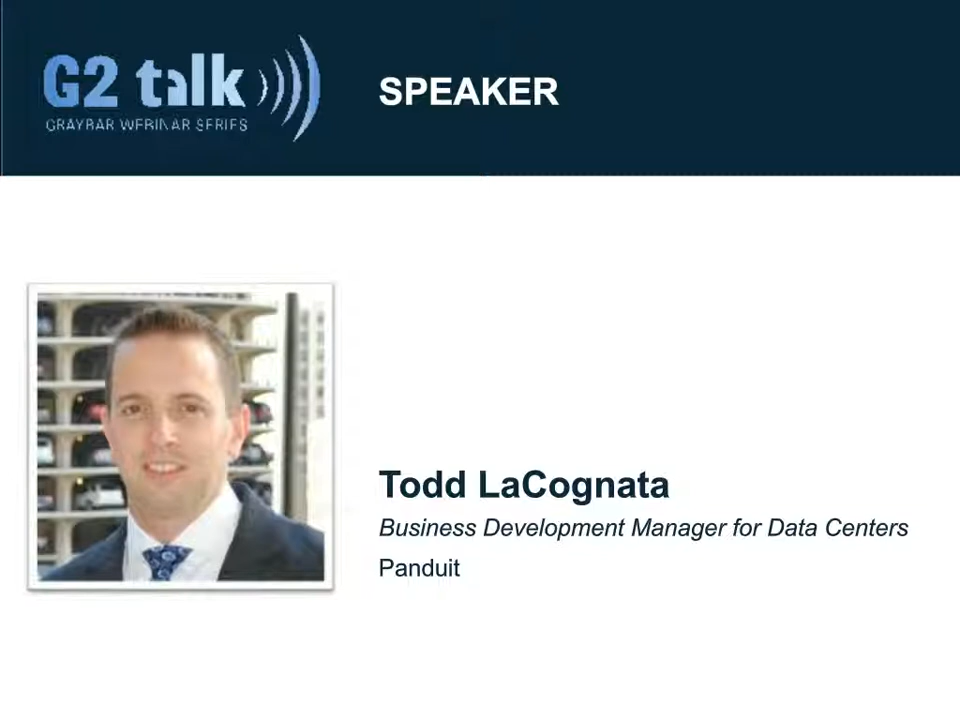 G2 talk
GRAYBAR WEBINAR SERIES
SPEAKER
Todd LaCognata
Business Development Manager for Data Centers
Panduit